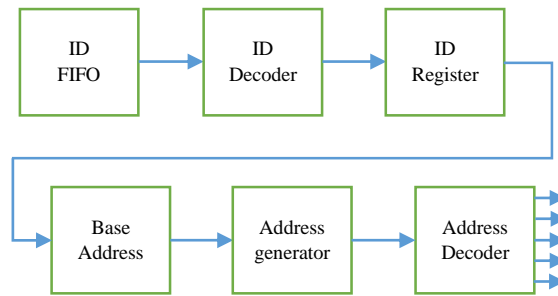 ID
FIFO
ID
Decoder
ID
Register
Base
Address
Address
generator
Address
Decoder